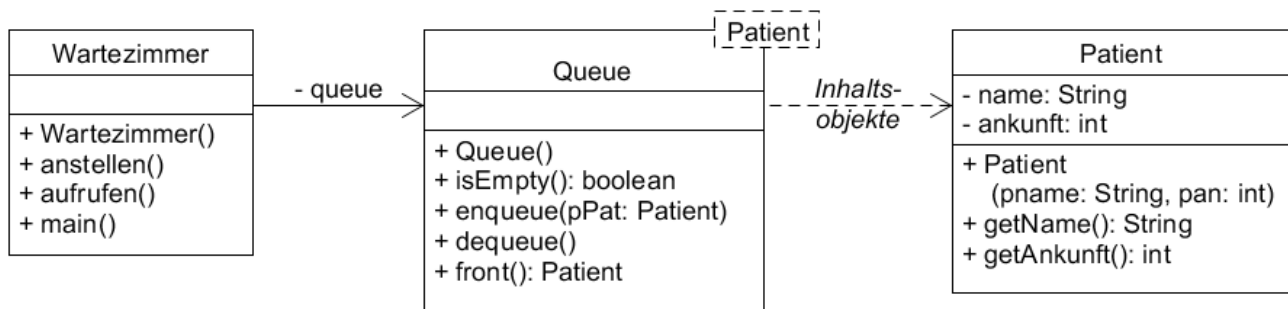 Wartezimmer
+ Wartezimmer()
+ anstellen()
+ aufrufen()
+ main()
- queue
Patient
Queue
+ Queue()
+ isEmpty(): boolean
+ enqueue(pPat: Patient)
+ dequeue()
+ front(): Patient
Inhalts-
objekte
Patient
- name: String
- ankunft: int
+ Patient
(pname: String, pan: int)
+ getName(): String
+ getAnkunft(): int